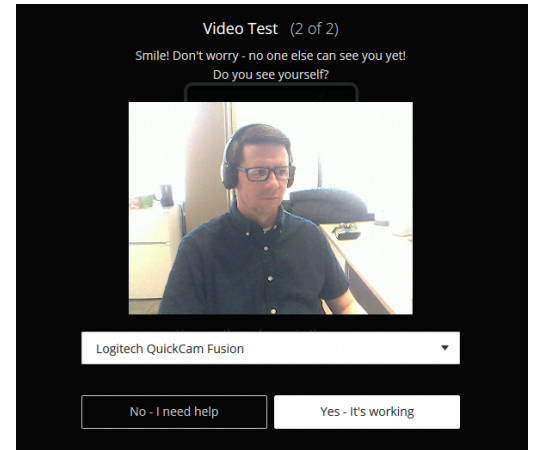 Video Test (2 of 2)
Smile! Don't worry - no one else can see you yet!
Do you see yourself?
Logitech QuickCam Fusion
No - I need help
Yes - It's working